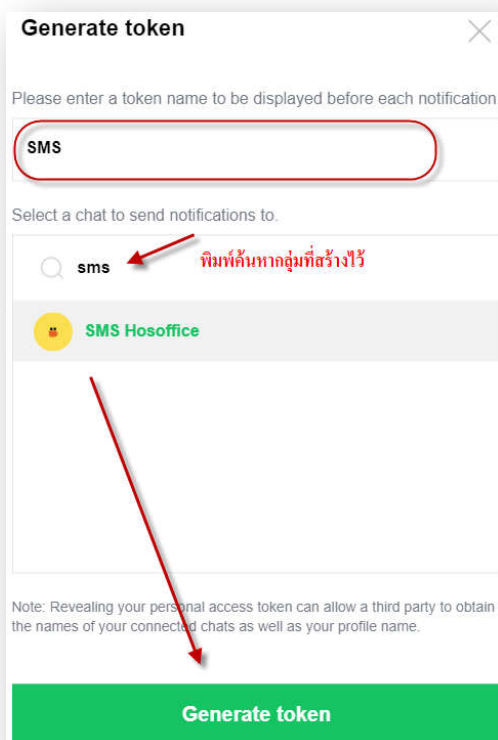 Generate token
Please enter a token name to be displayed before each notification
SMS
Select a chat to send notifications to.
sms
พิมพ์ค้นหากลุ่มที่สร้างไว้
SMS Hosoffice
Note: Revealing your personal access token can allow a third party to obtain
the names of your connected chats as well as your profile name.
Generate token